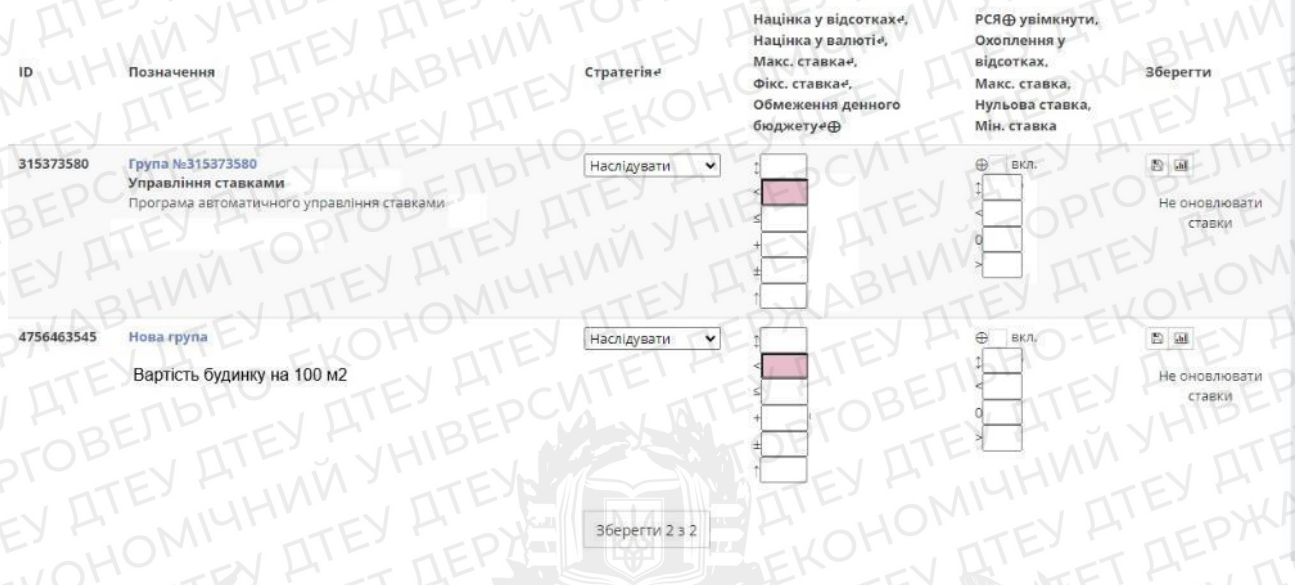 ID
Позначення
Стратегія↵
Націнка у відсотках↵,
Націнка у валюті↵,
Макс. ставка↵,
Фікс. ставка↵,
Обмеження денного
бюджету↵⊕
РСЯ⊕ увімкнути,
Охоплення у
відсотках,
Макс. ставка,
Нульова ставка,
Мін. ставка
Зберегти
315373580
Група №315373580
Управління ставками
Програма автоматичного управління ставками
Наслідувати
↕
<
≤
+
±
↑
⊕ вкл.
↕
<
0
>
Не оновлювати
ставки
4756463545
Нова група
Вартість будинку на 100 м2
Наслідувати
↕
<
≤
+
±
↑
⊕ вкл.
↕
<
0
>
Не оновлювати
ставки
Зберегти 2 з 2